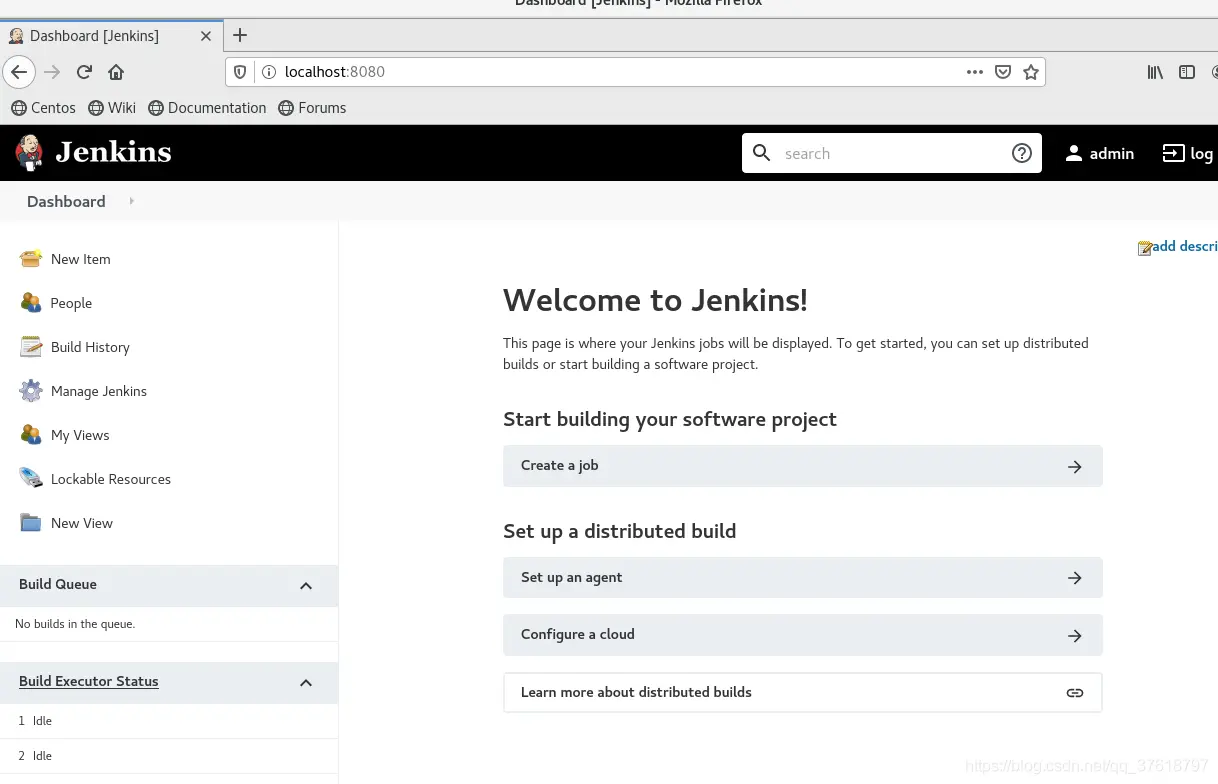 Dashboard [Jenkins] - Mozilla Firefox
Dashboard [Jenkins]
localhost:8080
Centos Wiki Documentation Forums
Jenkins search admin log
Dashboard
add descri
New Item
People
Build History
Manage Jenkins
My Views
Lockable Resources
New View
Build Queue
No builds in the queue.
Build Executor Status
1 Idle
2 Idle
Welcome to Jenkins!
This page is where your Jenkins jobs will be displayed. To get started, you can set up distributed
builds or start building a software project.
Start building your software project
Create a job
Set up a distributed build
Set up an agent
Configure a cloud
Learn more about distributed builds
https://blog.csdn.net/qq_37618797